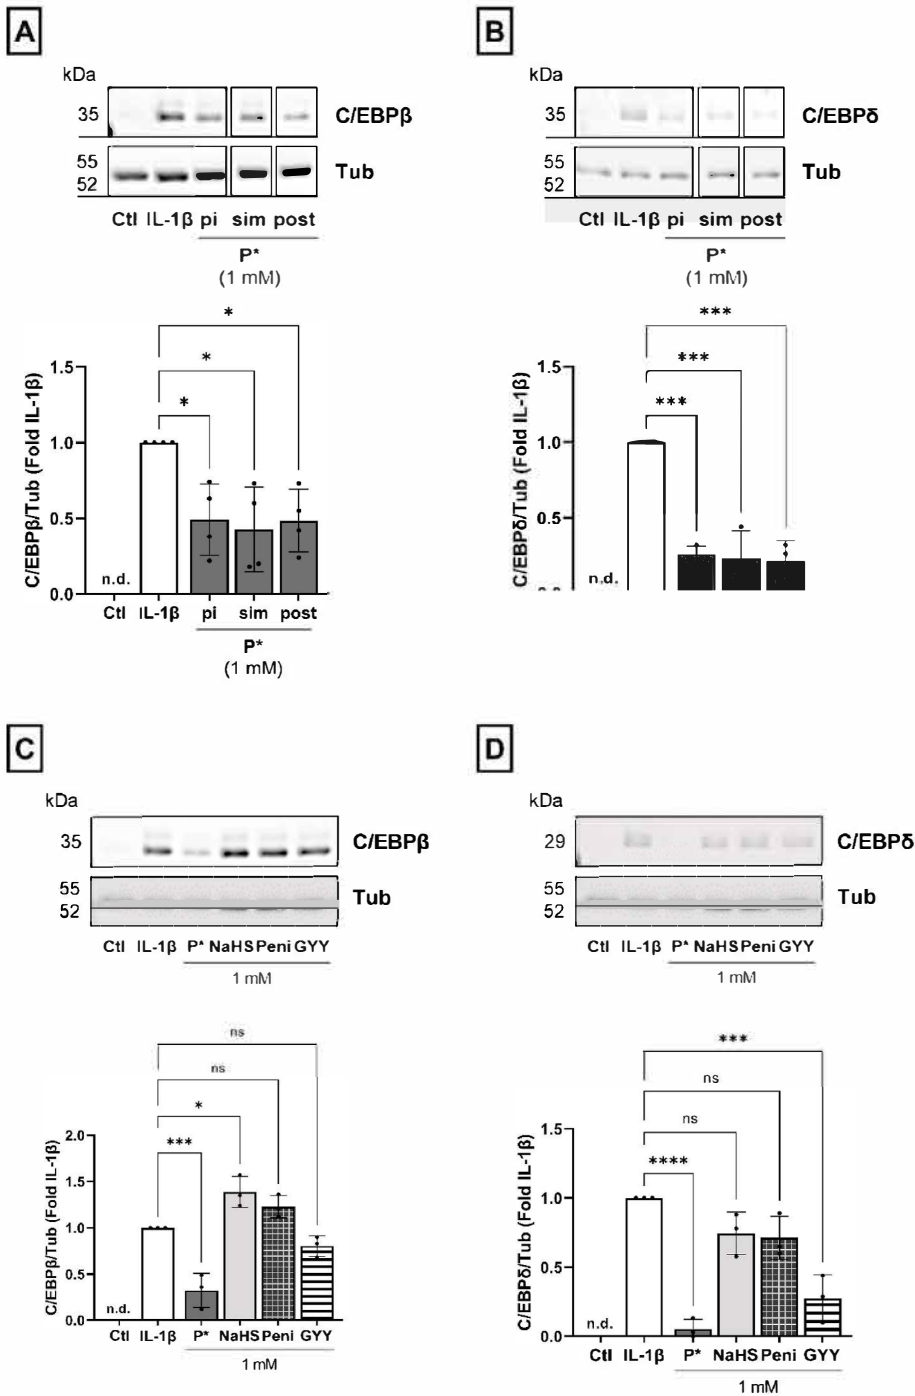 A
kDa
35
C/EBPβ
55
52
Tub
Ctl IL-1β pi sim post
P*
(1 mM)
*
*
*
C/EBPβ/Tub (Fold IL-1β)
1.5
1.0
0.5
0.0
n.d.
Ctl IL-1β pi sim post
P*
(1 mM)
B
kDa
35
C/EBPδ
55
52
Tub
Ctl IL-1β pi sim post
P*
(1 mM)
***
***
***
C/EBPδ/Tub (Fold IL-1β)
1.5
1.0
0.5
n.d.
C
kDa
35
C/EBPβ
55
52
Tub
Ctl IL-1β P* NaHS Peni GYY
1 mM
ns
ns
*
***
C/EBPβ/Tub (Fold IL-1β)
2.0
1.5
1.0
0.5
0.0
n.d.
Ctl IL-1β P* NaHS Peni GYY
1 mM
D
kDa
29
C/EBPδ
55
52
Tub
Ctl IL-1β P* NaHS Peni GYY
1 mM
***
ns
ns
****
C/EBPδ/Tub (Fold IL-1β)
1.5
1.0
0.5
0.0
n.d.
Ctl IL-1β P* NaHS Peni GYY
1 mM